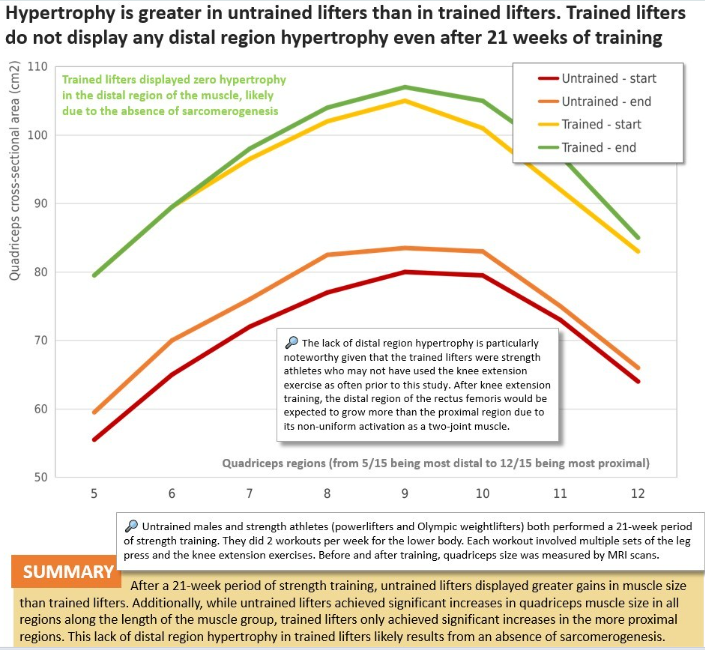 Hypertrophy is greater in untrained lifters than in trained lifters. Trained lifters
do not display any distal region hypertrophy even after 21 weeks of training
Quadriceps cross-sectional area (cm2)
110
100
90
80
70
60
50
Trained lifters displayed zero hypertrophy
in the distal region of the muscle, likely
due to the absence of sarcomerogenesis
Untrained - start
Untrained - end
Trained - start
Trained - end
The lack of distal region hypertrophy is particularly
noteworthy given that the trained lifters were strength
athletes who may not have used the knee extension
exercise as often prior to this study. After knee extension
training, the distal region of the rectus femoris would be
expected to grow more than the proximal region due to
its non-uniform activation as a two-joint muscle.
Quadriceps regions (from 5/15 being most distal to 12/15 being most proximal)
5 6 7 8 9 10 11 12
Untrained males and strength athletes (powerlifters and Olympic weightlifters) both performed a 21-week period
of strength training. They did 2 workouts per week for the lower body. Each workout involved multiple sets of the leg
press and the knee extension exercises. Before and after training, quadriceps size was measured by MRI scans.
SUMMARY
After a 21-week period of strength training, untrained lifters displayed greater gains in muscle size
than trained lifters. Additionally, while untrained lifters achieved significant increases in quadriceps muscle size in all
regions along the length of the muscle group, trained lifters only achieved significant increases in the more proximal
regions. This lack of distal region hypertrophy in trained lifters likely results from an absence of sarcomerogenesis.